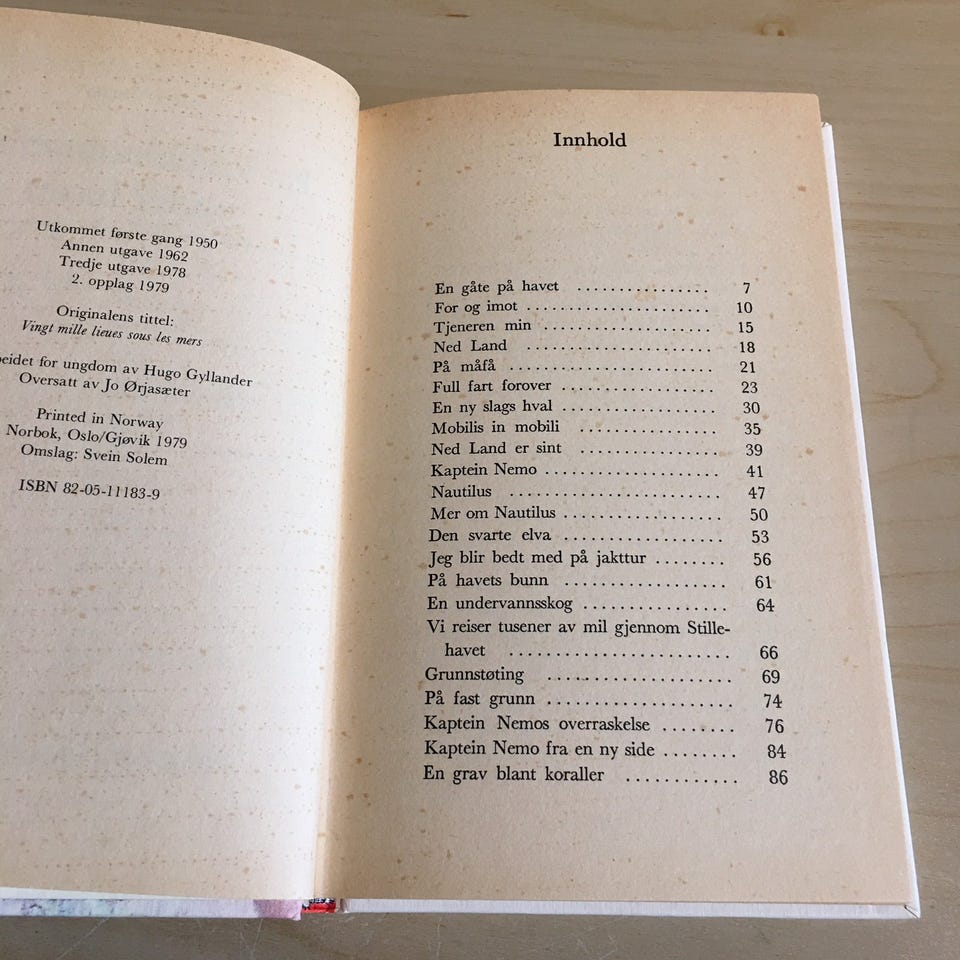 Utkommet første gang 1950
Annen utgave 1962
Tredje utgave 1978
2. opplag 1979
Originalens tittel:
Vingt mille lieues sous les mers
for ungdom av Hugo Gyllander
Oversatt av Jo Ørjasæter
Printed in Norway
Norbok, Oslo/Gjøvik 1979
Omslag: Svein Solem
ISBN 82-05-11183-9
Innhold
En gåte på havet ................ 7
For og imot ....................... 10
Tjeneren min ..................... 15
Ned Land ....................... 18
På måfå ......................... 21
Full fart forover .................... 23
En ny slags hval .................... 30
Mobilis in mobili ................. 35
Ned Land er sint ................. 39
Kaptein Nemo ...................... 41
Nautilus .......................... 47
Mer om Nautilus .................... 50
Den svarte elva .................... 53
Jeg blir bedt med på jakttur ........ 56
På havets bunn .................... 61
En undervannsskog .................. 64
Vi reiser tusener av mil gjennom Stille-
havet ........................... 66
Grunnstøting ....................... 69
På fast grunn ....................... 74
Kaptein Nemos overraskelse ........ 76
Kaptein Nemo fra en ny side ........ 84
En grav blant koraller ............ 86